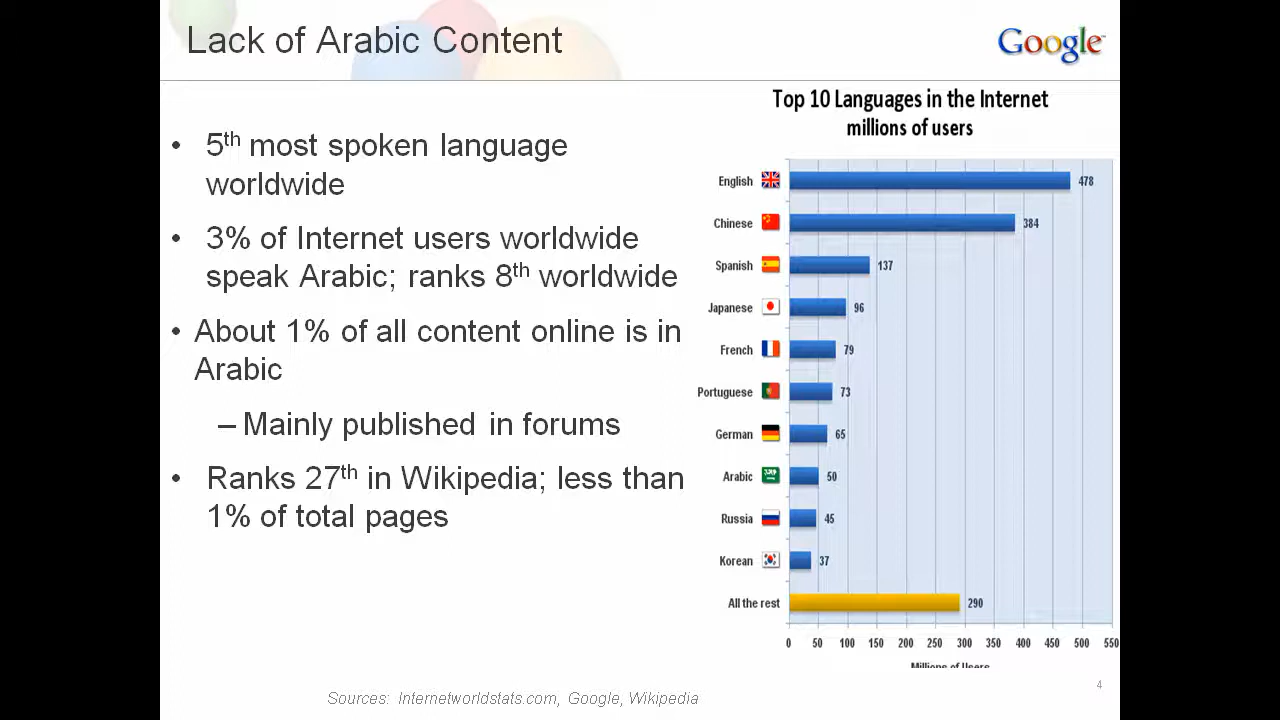 Lack of Arabic Content
Google™
• 5th most spoken language
worldwide
• 3% of Internet users worldwide
speak Arabic; ranks 8th worldwide
• About 1% of all content online is in
Arabic
– Mainly published in forums
• Ranks 27th in Wikipedia; less than
1% of total pages
Top 10 Languages in the Internet
millions of users
English 478
Chinese 384
Spanish 137
Japanese 96
French 79
Portuguese 73
German 65
Arabic 50
Russia 45
Korean 37
All the rest 290
0 50 100 150 200 250 300 350 400 450 500 550
Millions of Users
Sources: Internetworldstats.com, Google, Wikipedia
4